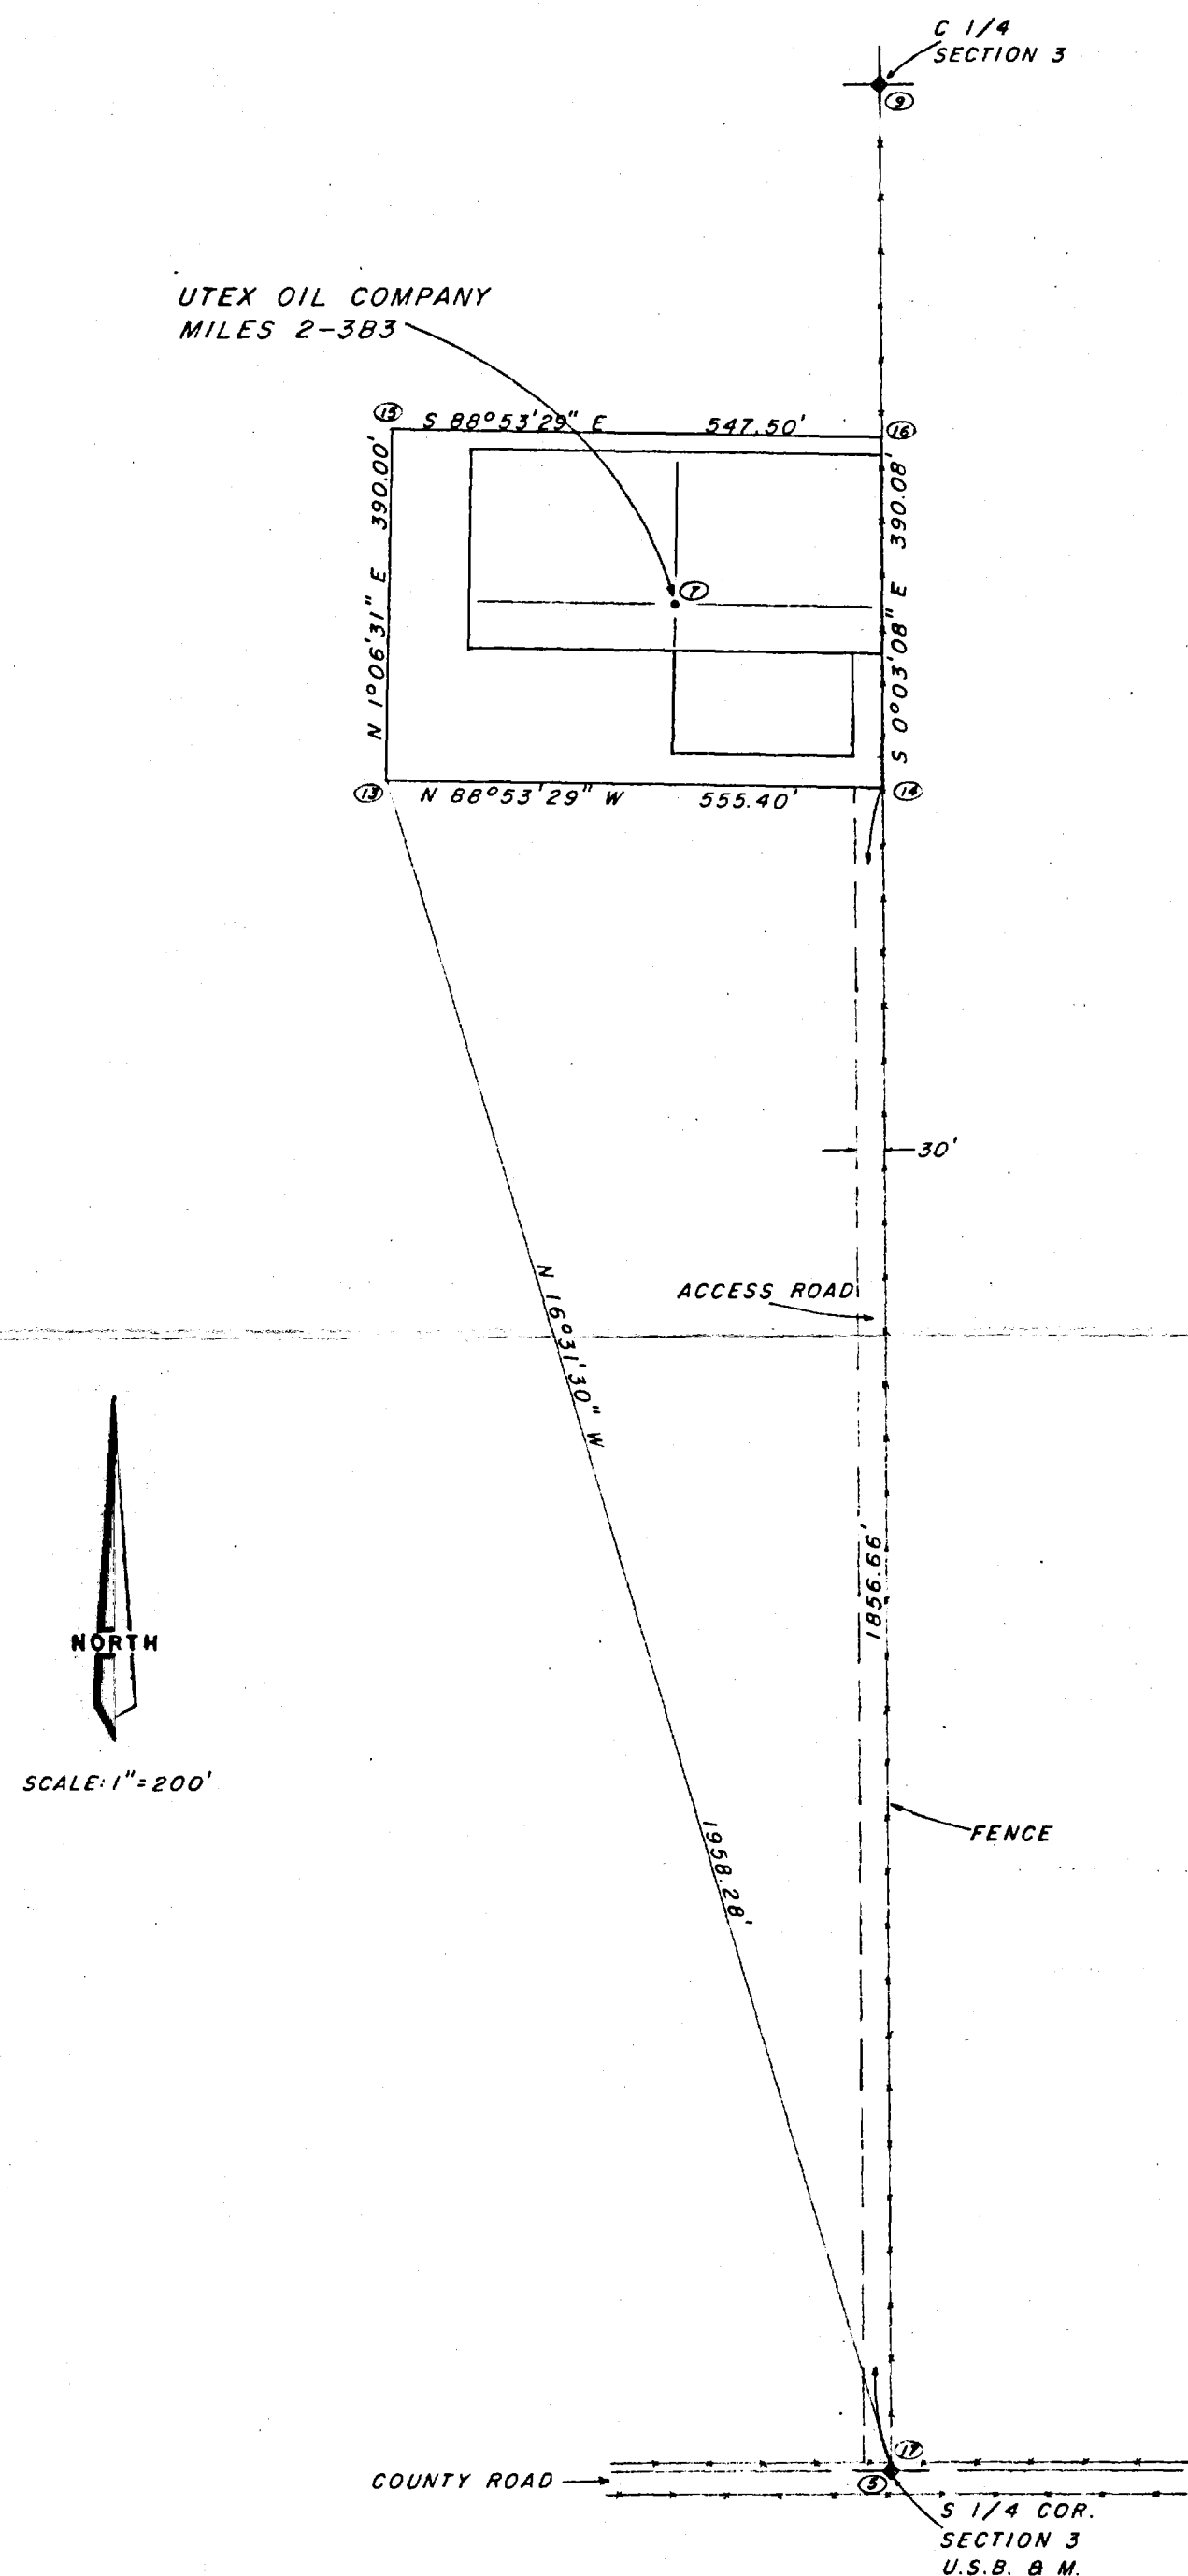 C 1/4
SECTION 3
9
UTEX OIL COMPANY
MILES 2-3B3
15
S 88°53'29" E 547.50'
16
N 1°06'31" E 390.00'
S 0°03'08" E 390.08'
7
13
N 88°53'29" W 555.40'
14
30'
ACCESS ROAD
N 16°31'30" W
1856.66'
NORTH
SCALE: 1"=200'
1958.28'
FENCE
17
COUNTY ROAD
5
S 1/4 COR.
SECTION 3
U.S.B. & M.